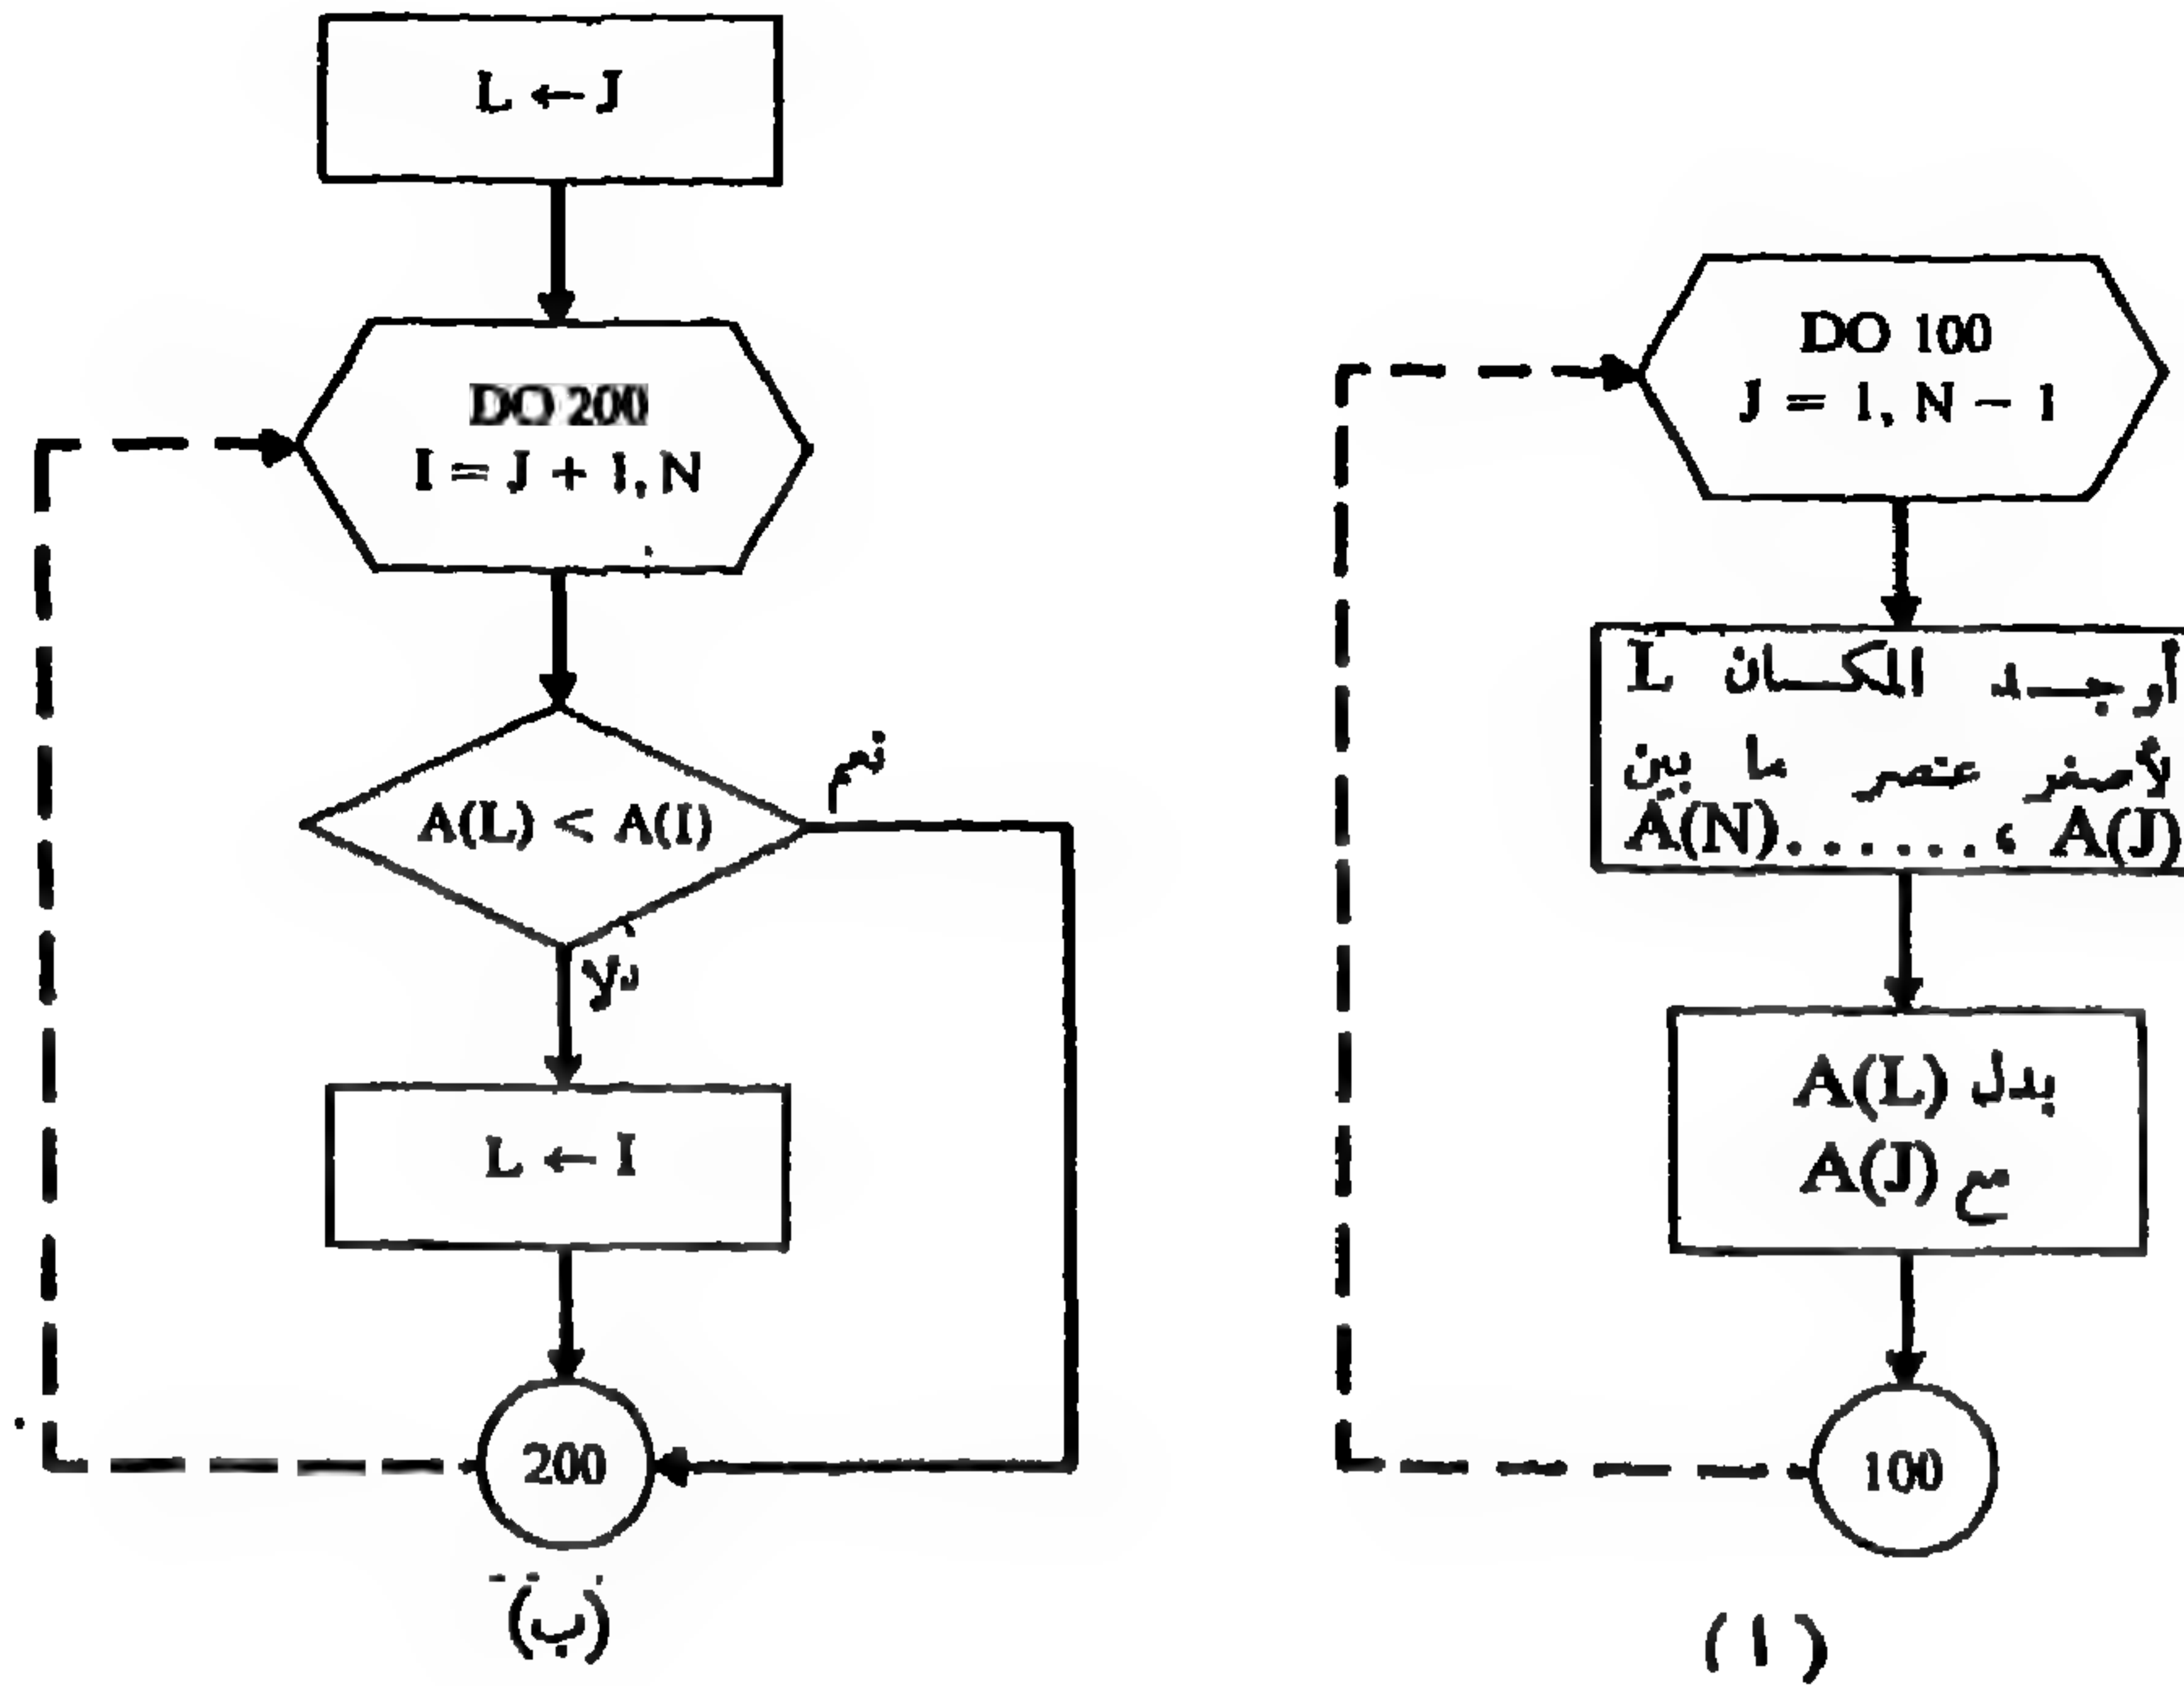 L ← J
DO 200
I = J + 1, N
A(L) < A(I)
نعم
لا
L ← I
200
(ب)
DO 100
J = 1, N − 1
أوجد المكان L
لأصغر عنصر ما بين
A(J) ، ......A(N)
بدل A(L)
مع A(J)
100
(أ)